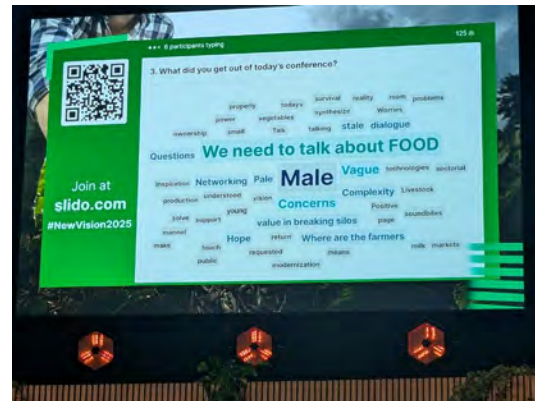 6 participants typing
125
3. What did you get out of today's conference?
Join at
slido.com
#NewVision2025
property todays survival reality room problems
power vegetables synthesize Worries
ownership small Talk talking stale dialogue
Questions We need to talk about FOOD
Inspiration Networking Pale Male Vague technologies sectorial
production understood vision Concerns Complexity Livestock
solve support young Positive
value in breaking silos page soundbites
manuel
make touch Hope return Where are the farmers milk markets
public requested means
modernization